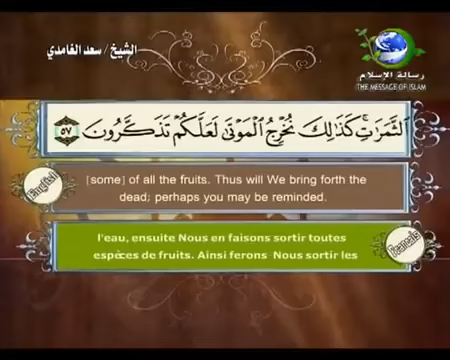 الشيخ / سعد الغامدي
رسالة الإسلام
THE MESSAGE OF ISLAM
الثَّمَرَٰتِ ۚ كَذَٰلِكَ نُخْرِجُ الْمَوْتَىٰ لَعَلَّكُمْ تَذَكَّرُونَ ٥٧
English
[some] of all the fruits. Thus will We bring forth the
dead; perhaps you may be reminded.
l'eau, ensuite Nous en faisons sortir toutes
espèces de fruits. Ainsi ferons-Nous sortir les
Français